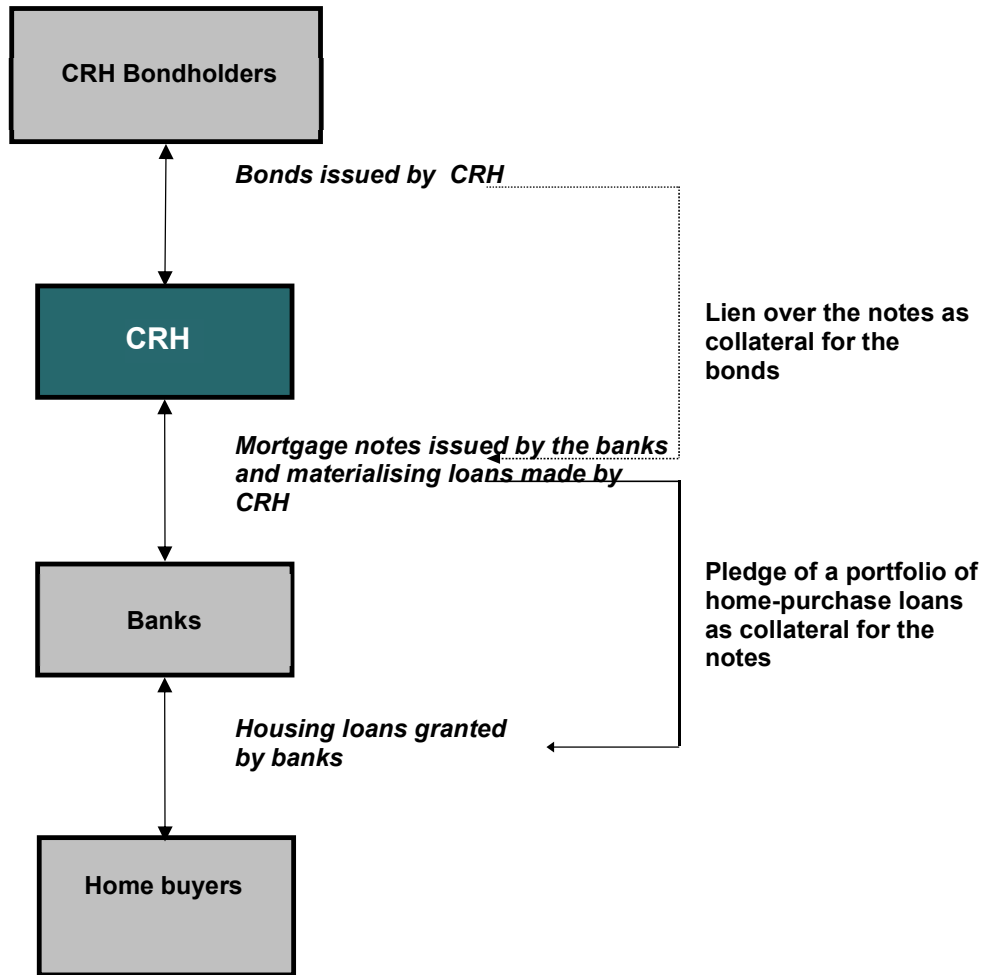 CRH Bondholders
Bonds issued by CRH
CRH
Lien over the notes as
collateral for the
bonds
Mortgage notes issued by the banks
and materialising loans made by
CRH
Banks
Pledge of a portfolio of
home-purchase loans
as collateral for the
notes
Housing loans granted
by banks
Home buyers